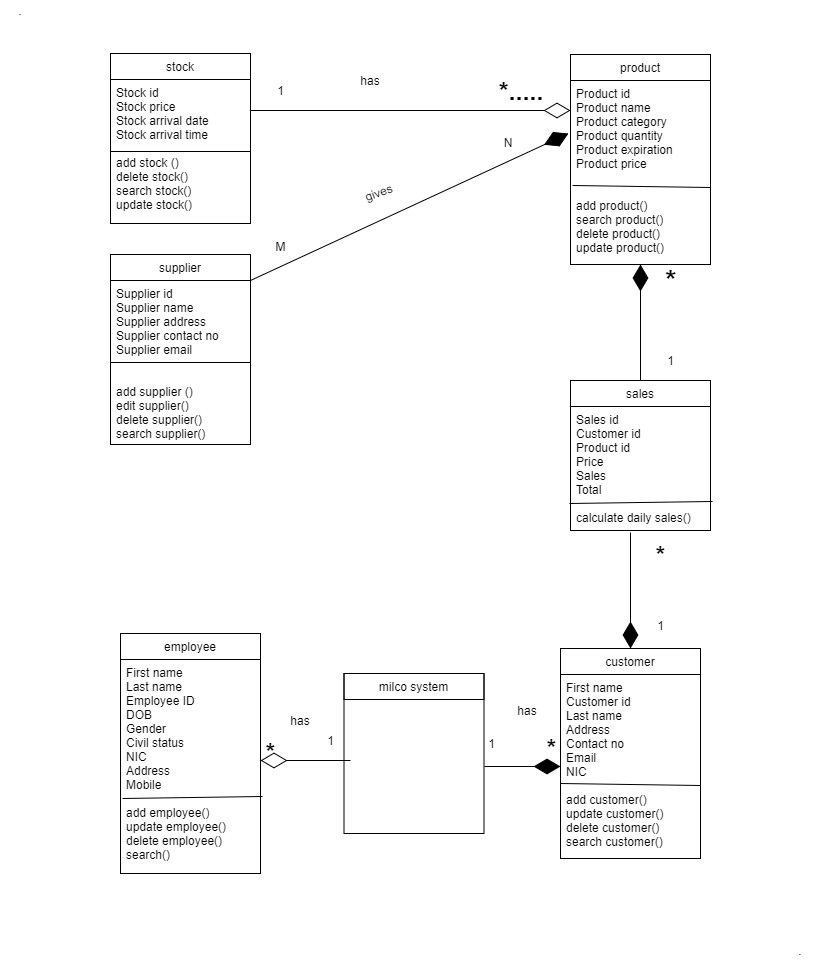 stock
Stock id
Stock price
Stock arrival date
Stock arrival time
add stock ()
delete stock()
search stock()
update stock()
1
has
*.....
product
Product id
Product name
Product category
Product quantity
Product expiration
Product price
add product()
search product()
delete product()
update product()
N
gives
M
supplier
Supplier id
Supplier name
Supplier address
Supplier contact no
Supplier email
add supplier ()
edit supplier()
delete supplier()
search supplier()
*
1
sales
Sales id
Customer id
Product id
Price
Sales
Total
calculate daily sales()
*
1
employee
First name
Last name
Employee ID
DOB
Gender
Civil status
NIC
Address
Mobile
add employee()
update employee()
delete employee()
search()
has
*
1
milco system
has
1
*
customer
First name
Customer id
Last name
Address
Contact no
Email
NIC
add customer()
update customer()
delete customer()
search customer()